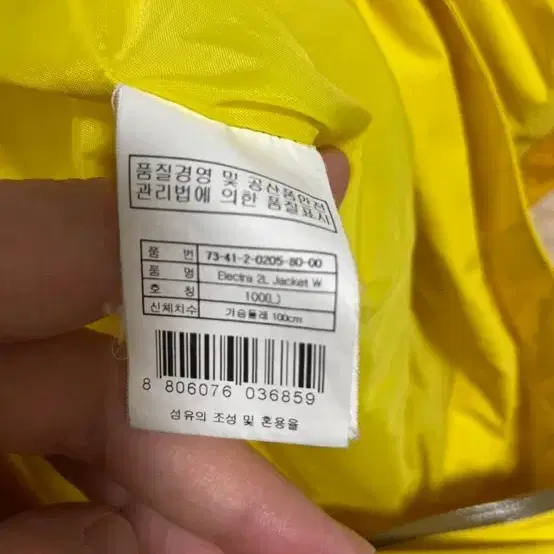 품질경영 및 공산품안전
관리법에 의한 품질표시
품 번 73-41-2-0205-80-00
품 명 Electra 2L Jacket W
호 칭 100(L)
신체치수 가슴둘레 100cm
8 806076 036859
섬유의 조성 및 혼용율